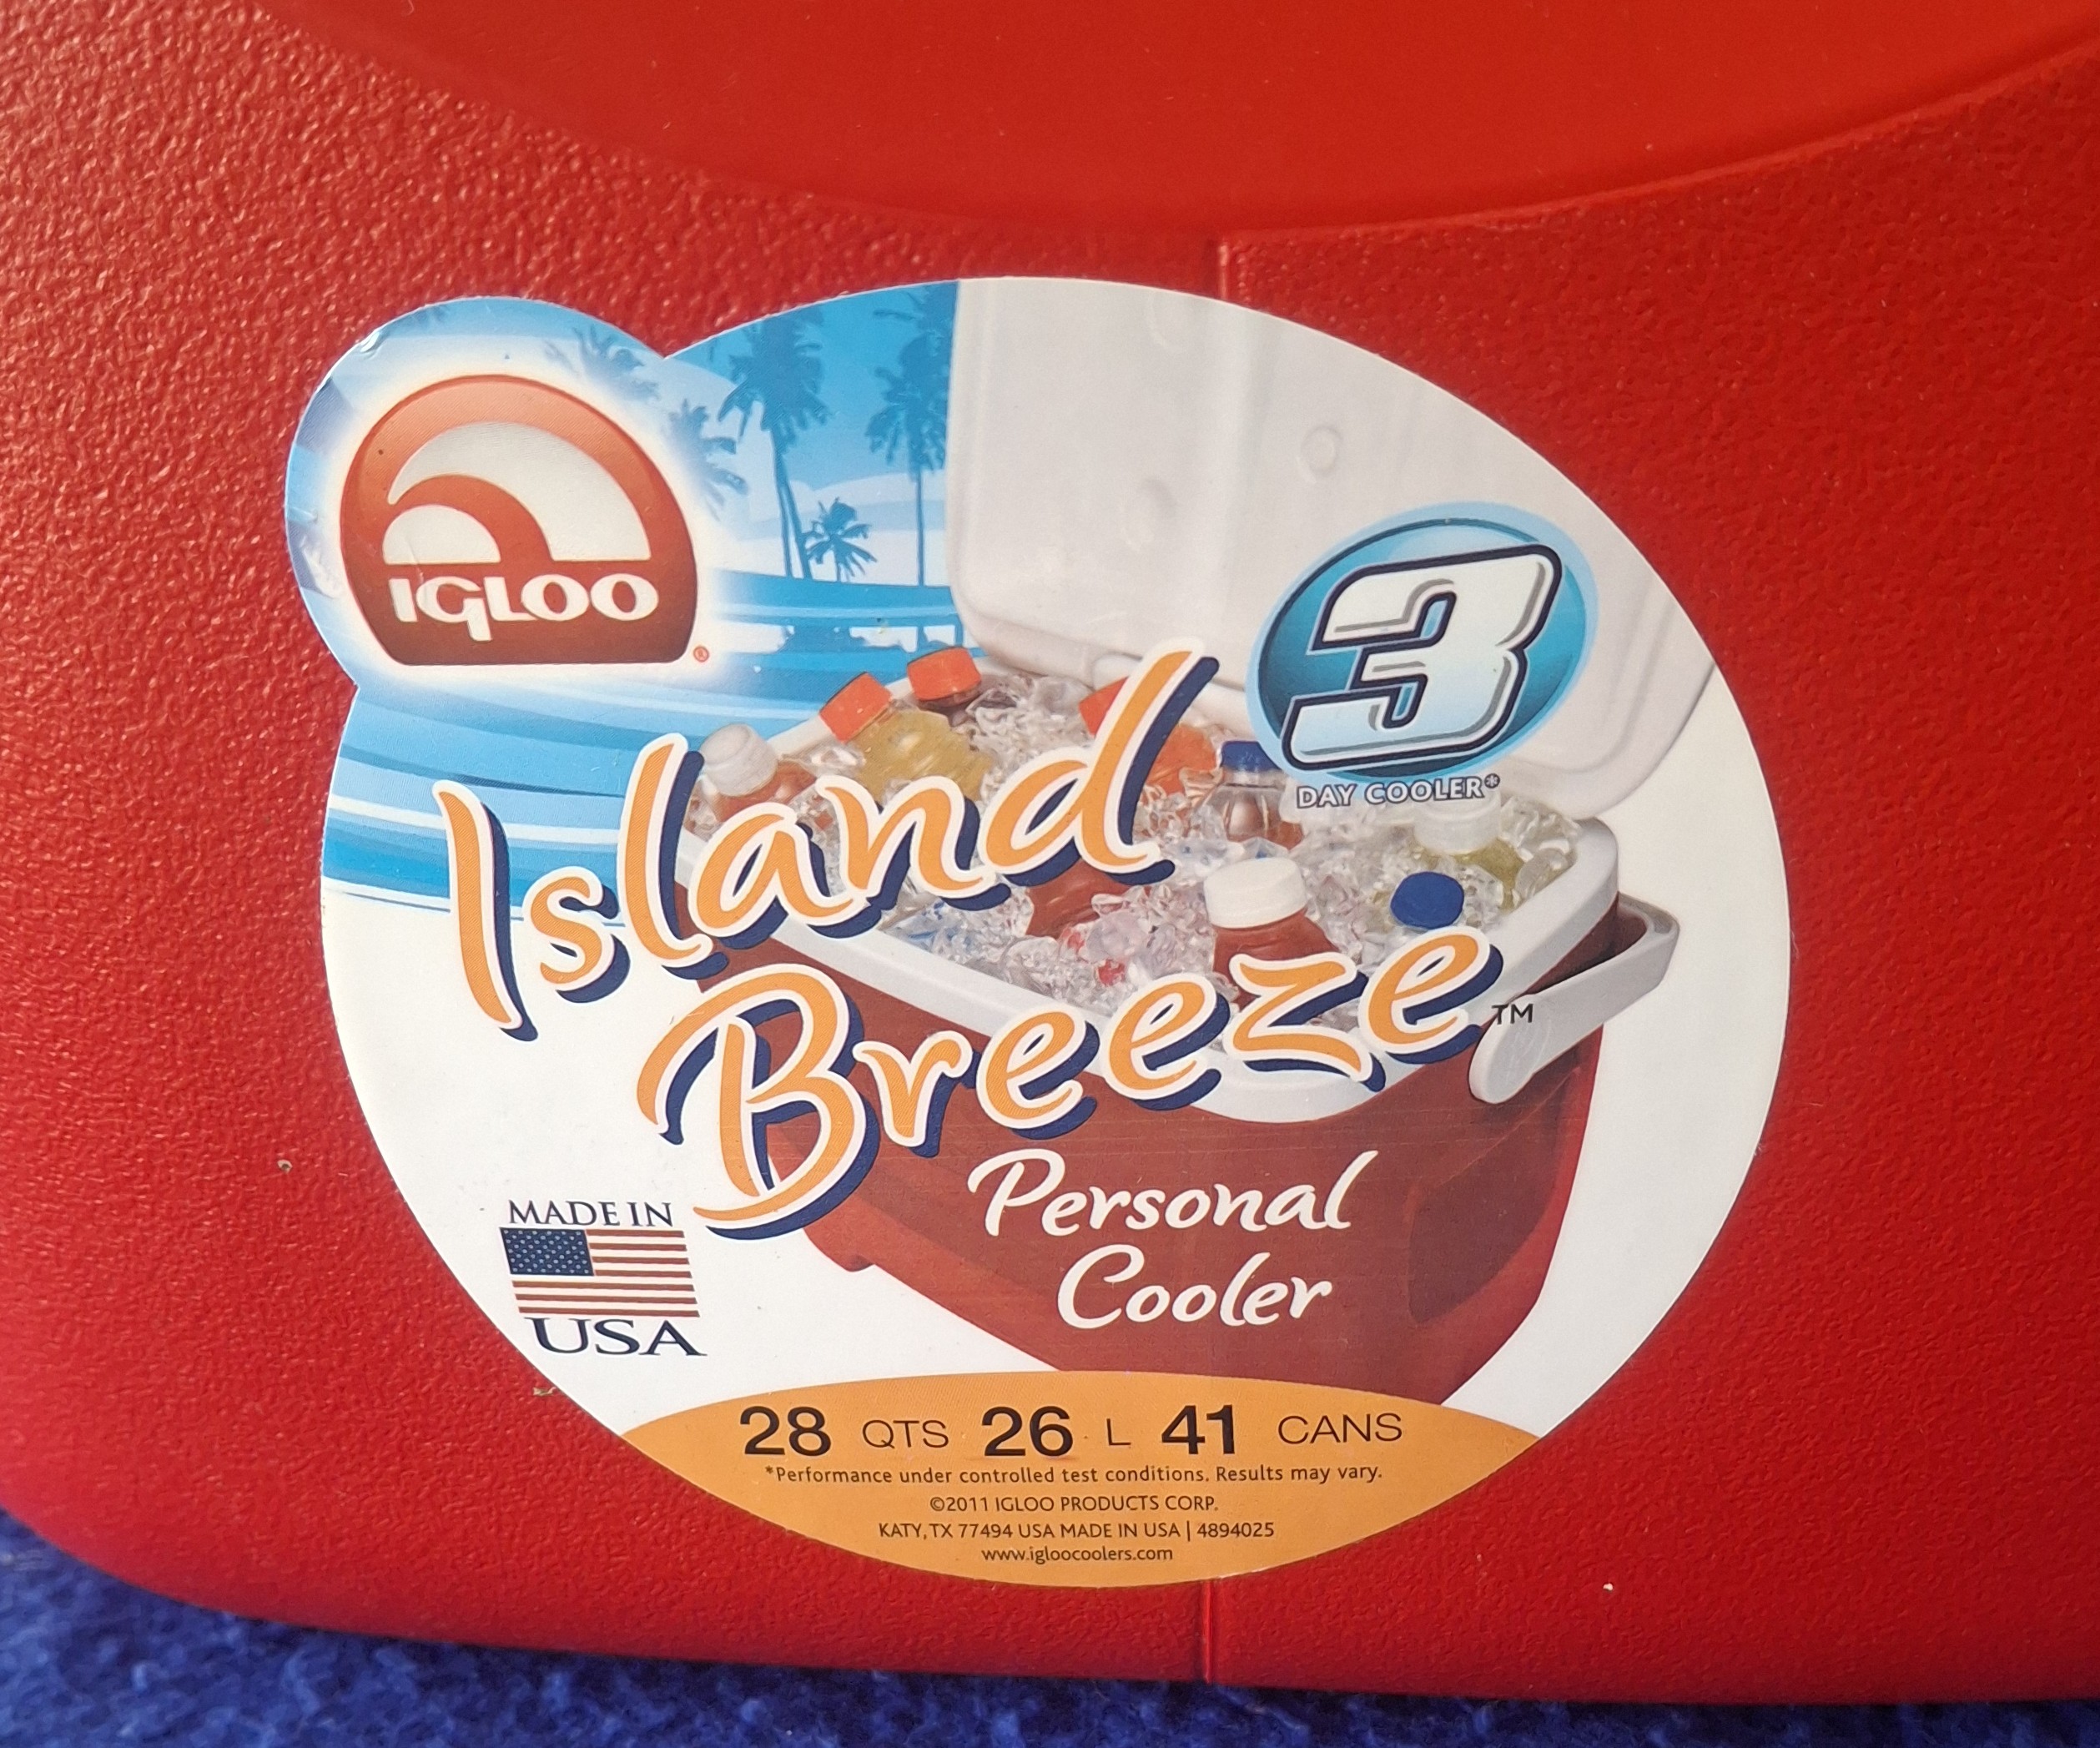 IGLOO
®
3
DAY COOLER*
Island
Breeze™
Personal
Cooler
MADE IN
USA
28 QTS 26 L 41 CANS
*Performance under controlled test conditions. Results may vary.
©2011 IGLOO PRODUCTS CORP.
KATY, TX 77494 USA MADE IN USA | 4894025
www.igloocoolers.com